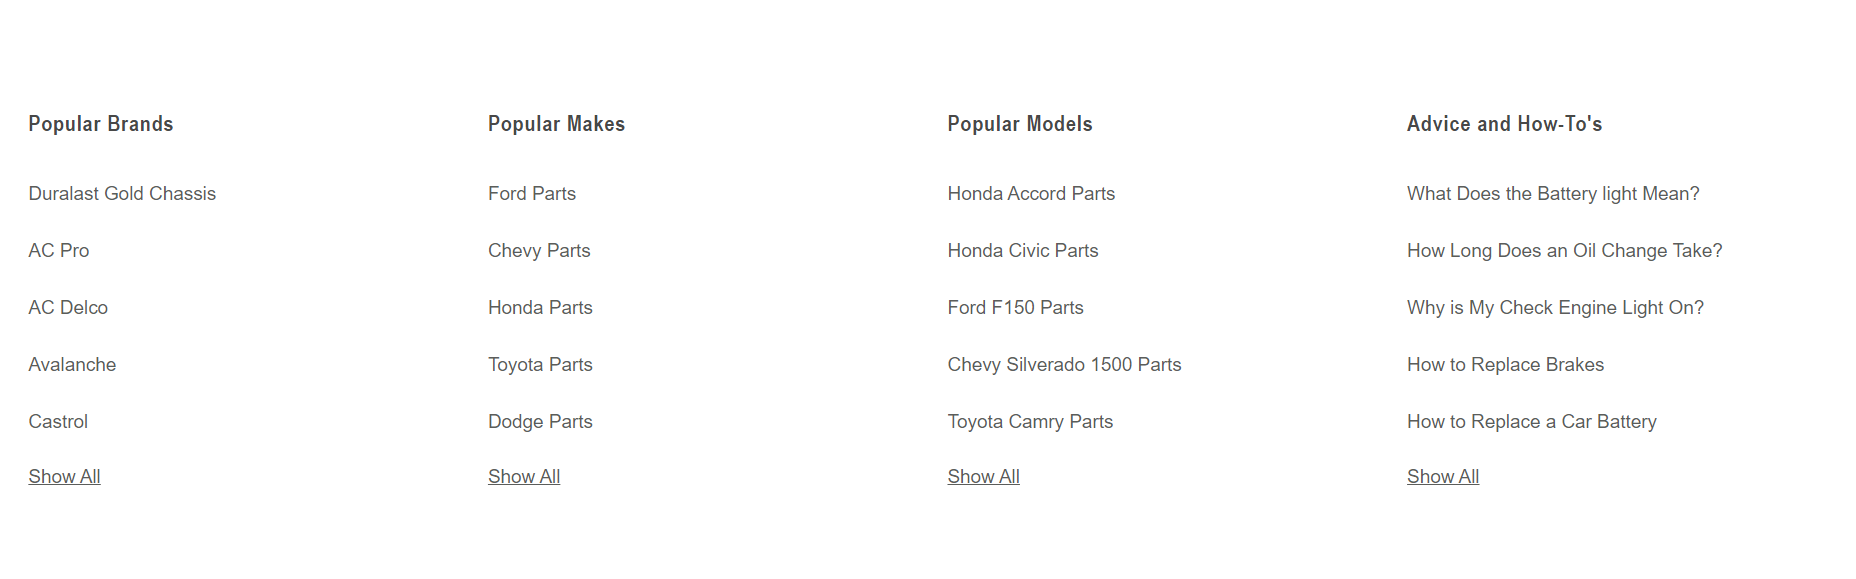 Popular Brands
Duralast Gold Chassis
AC Pro
AC Delco
Avalanche
Castrol
Show All
Popular Makes
Ford Parts
Chevy Parts
Honda Parts
Toyota Parts
Dodge Parts
Show All
Popular Models
Honda Accord Parts
Honda Civic Parts
Ford F150 Parts
Chevy Silverado 1500 Parts
Toyota Camry Parts
Show All
Advice and How-To's
What Does the Battery light Mean?
How Long Does an Oil Change Take?
Why is My Check Engine Light On?
How to Replace Brakes
How to Replace a Car Battery
Show All